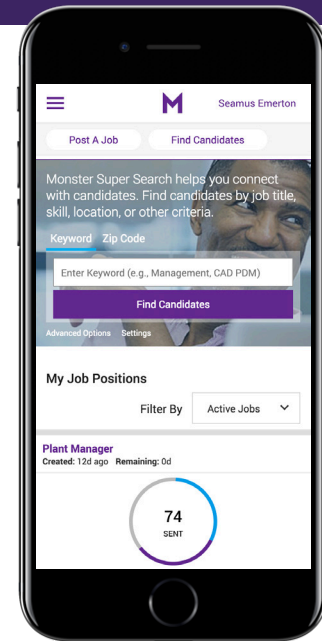 M
Seamus Emerton
Post A Job
Find Candidates
Monster Super Search helps you connect
with candidates. Find candidates by job title,
skill, location, or other criteria.
Keyword Zip Code
Enter Keyword (e.g., Management, CAD PDM)
Find Candidates
Advanced Options Settings
My Job Positions
Filter By Active Jobs
Plant Manager
Created: 12d ago Remaining: 0d
74
SENT